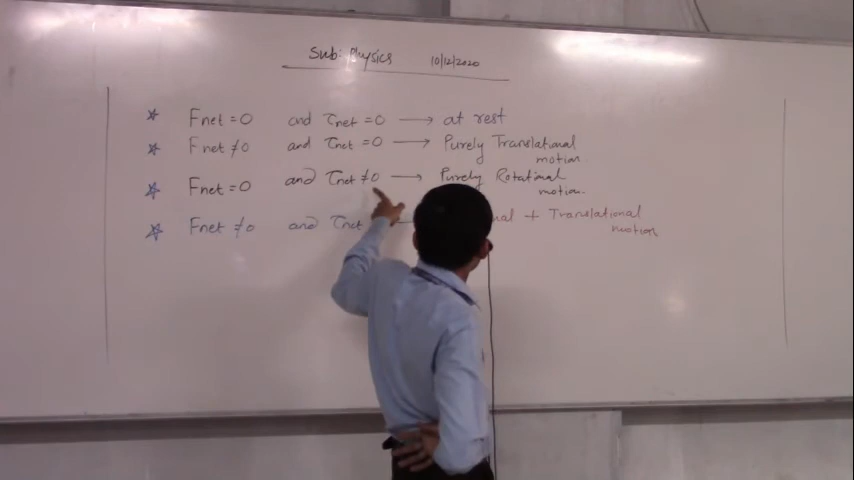 Sub: Physics 10/12/2020
☆ Fnet = 0 and τnet = 0 → at rest
☆ Fnet ≠ 0 and τnet = 0 → Purely Translational
motion
☆ Fnet = 0 and τnet ≠ 0 → Purely Rotational
motion.
☆ Fnet ≠ 0 and τnet + Translational
motion